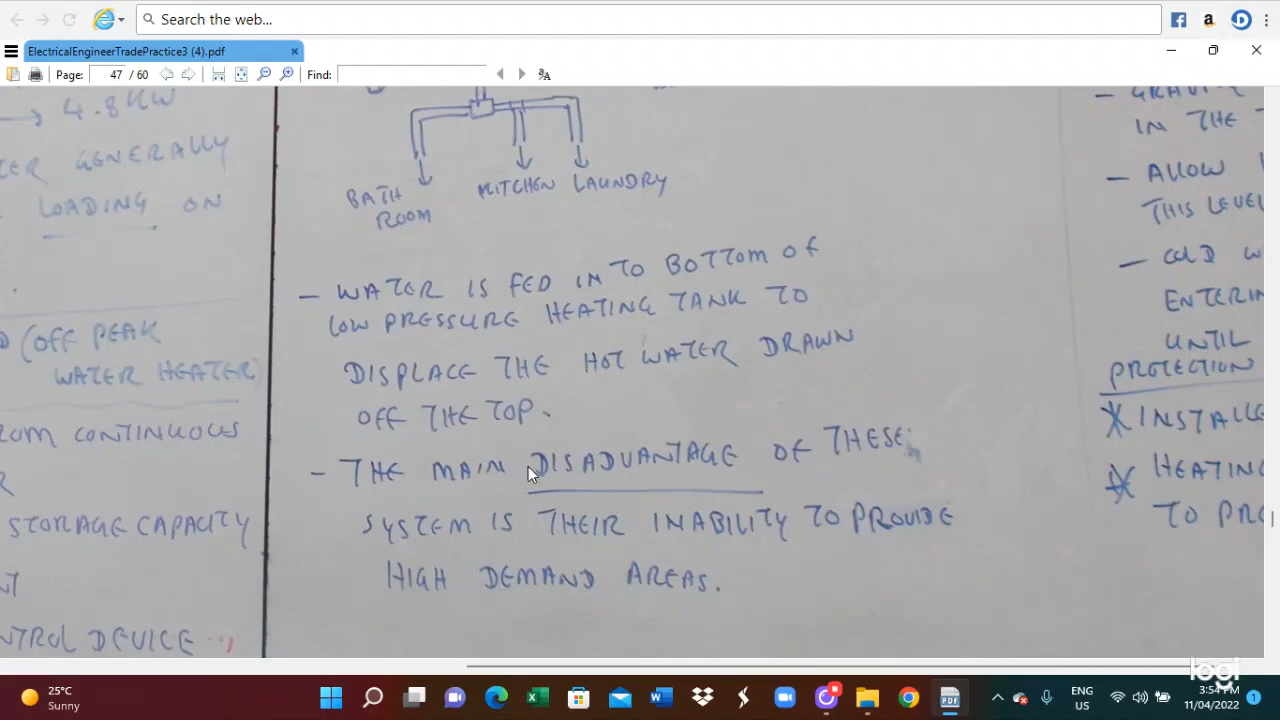 Search the web...
ElectricalEngineerTradePractice3 (4).pdf
Page: 47 / 60
Find:
→ 4.8KW
GENERALLY
LOADING ON
(OFF PEAK
WATER HEATER)
CONTINUOUS
STORAGE CAPACITY
DEVICE
BATH
ROOM
KITCHEN LAUNDRY
- WATER IS FED IN TO BOTTOM OF
LOW PRESSURE HEATING TANK TO
DISPLACE THE HOT WATER DRAWN
OFF THE TOP.
- THE MAIN DISADVANTAGE OF THESE
SYSTEM IS THEIR INABILITY TO PROVIDE
HIGH DEMAND AREAS.
IN THE
- ALLOW
THIS LEVEL
- COLD W
ENTERIN
UNTIL
PROTECTION
* INSTALLE
* HEATING
TO PRO
logi
25°C
Sunny
ENG
US
3:54 PM
11/04/2022